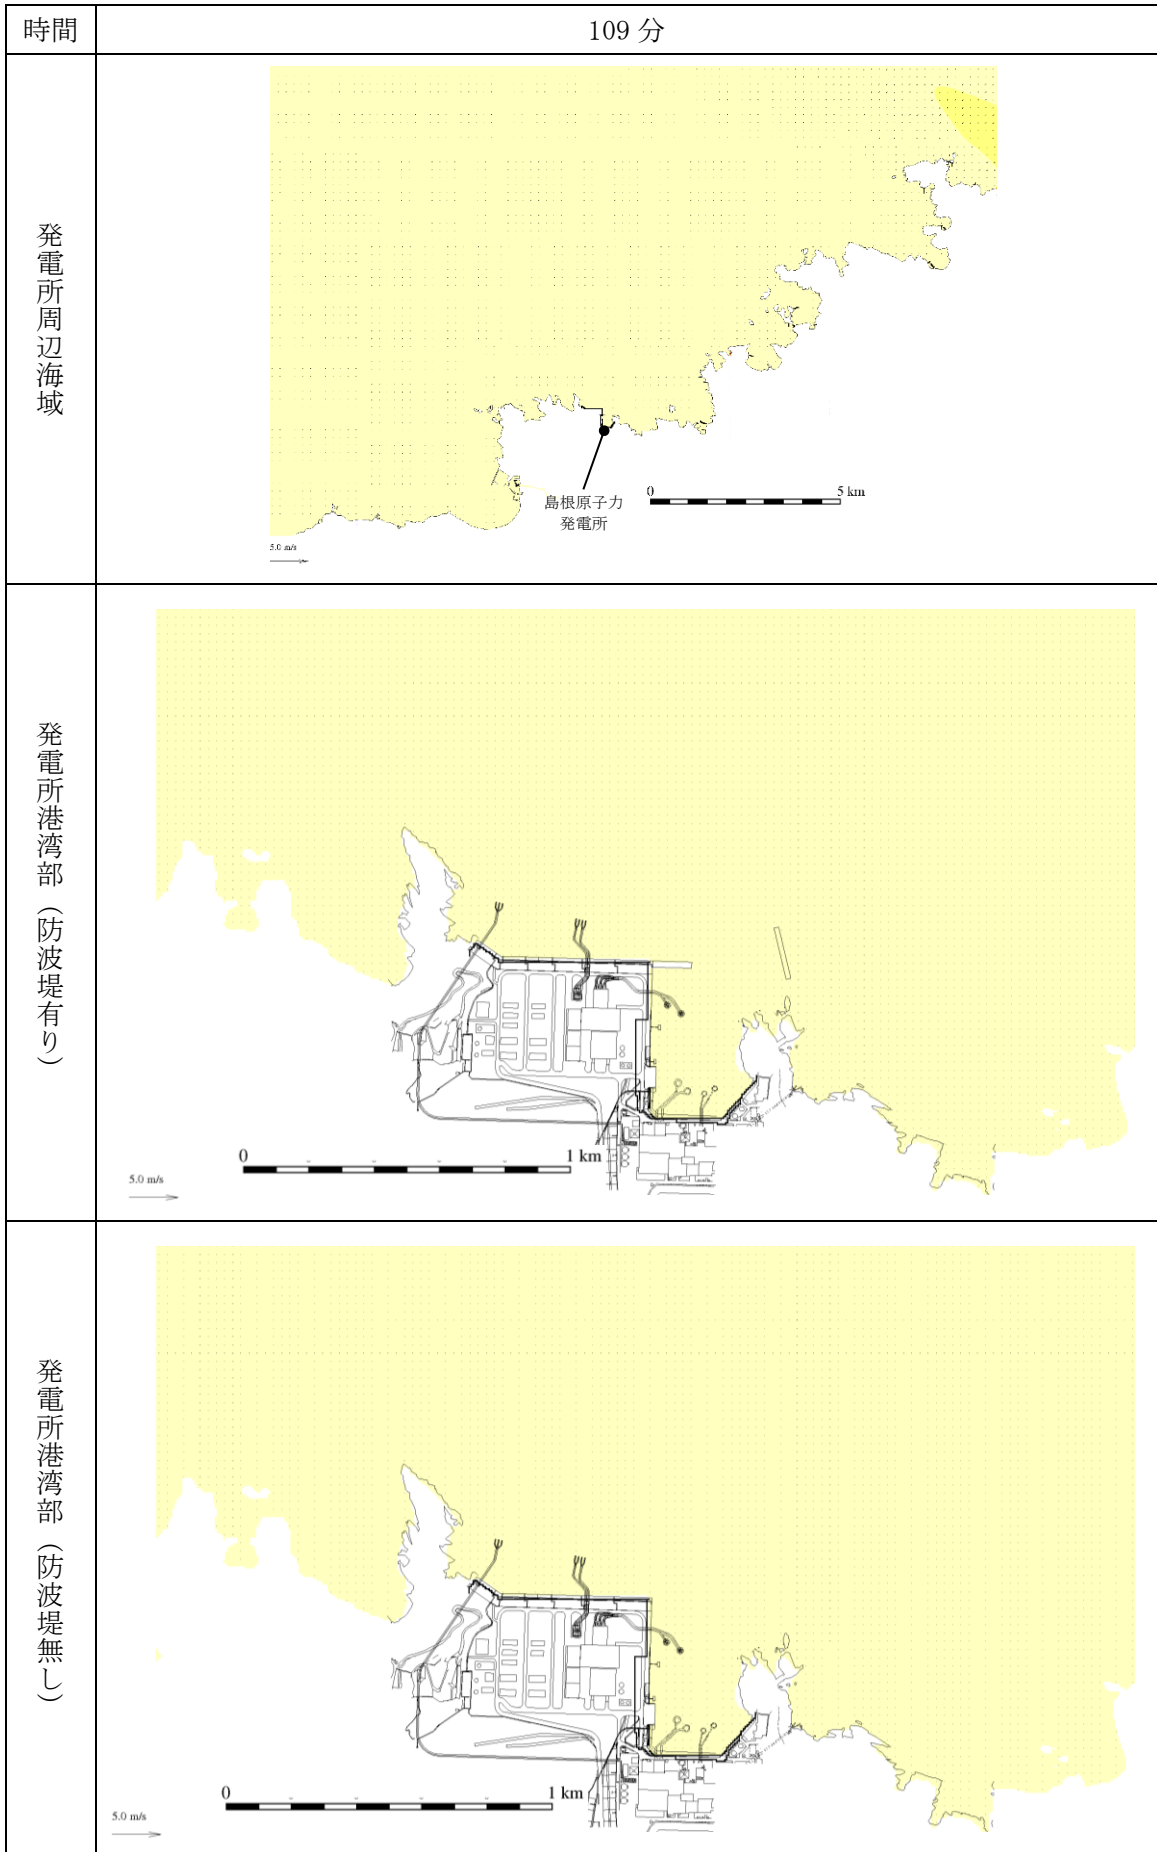 時間
109 分
発電所周辺海域
島根原子力
発電所
0
5 km
5.0 m/s
発電所港湾部（防波堤有り）
0
1 km
5.0 m/s
発電所港湾部（防波堤無し）
0
1 km
5.0 m/s